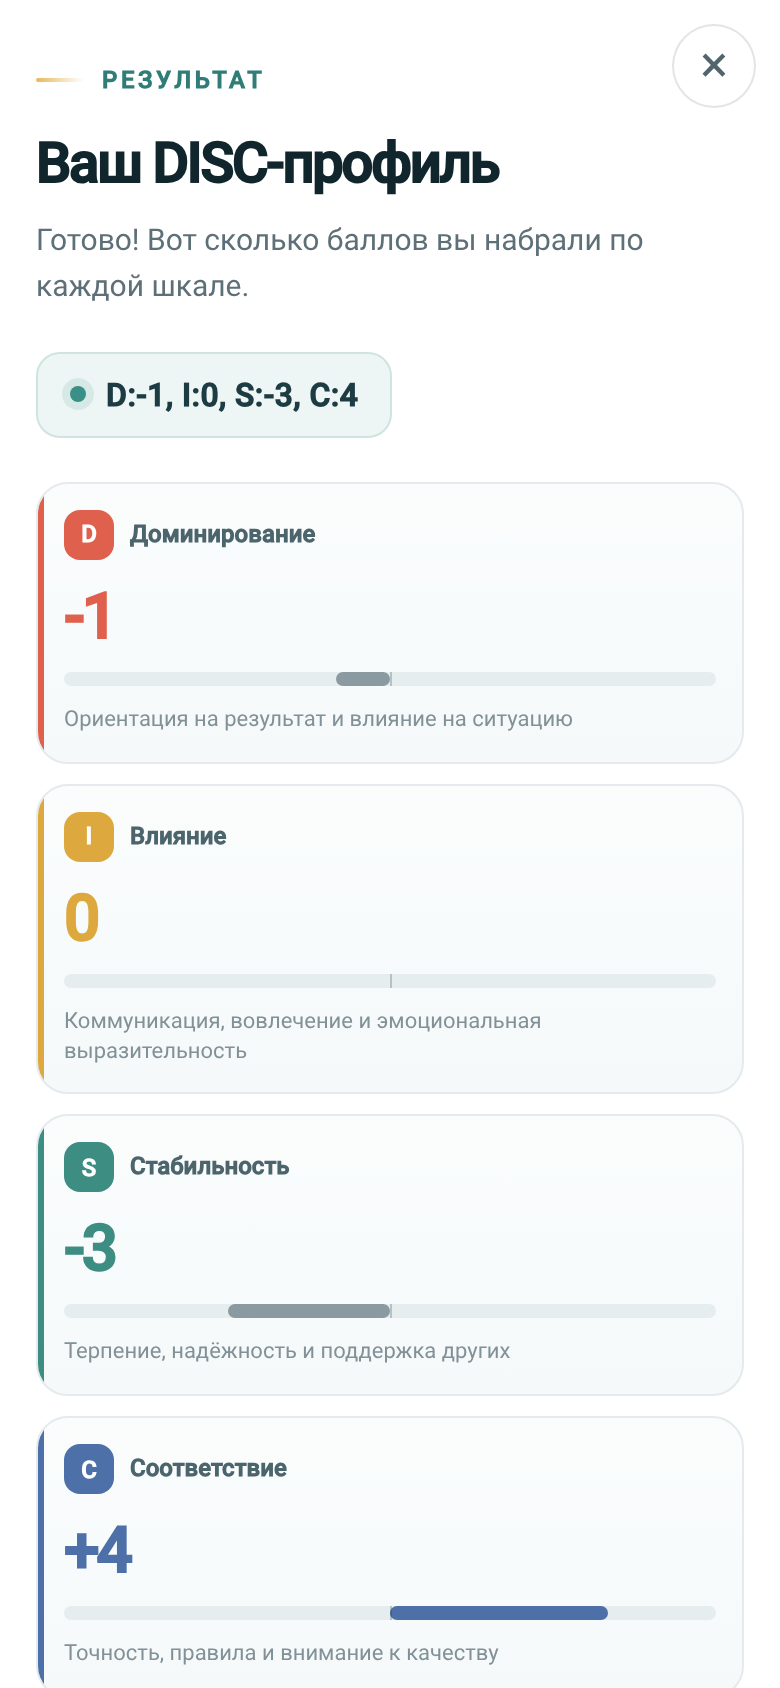 РЕЗУЛЬТАТ
Ваш DISC-профиль
Готово! Вот сколько баллов вы набрали по
каждой шкале.
D:-1, I:0, S:-3, C:4
D Доминирование
-1
Ориентация на результат и влияние на ситуацию
I Влияние
0
Коммуникация, вовлечение и эмоциональная
выразительность
S Стабильность
-3
Терпение, надёжность и поддержка других
C Соответствие
+4
Точность, правила и внимание к качеству